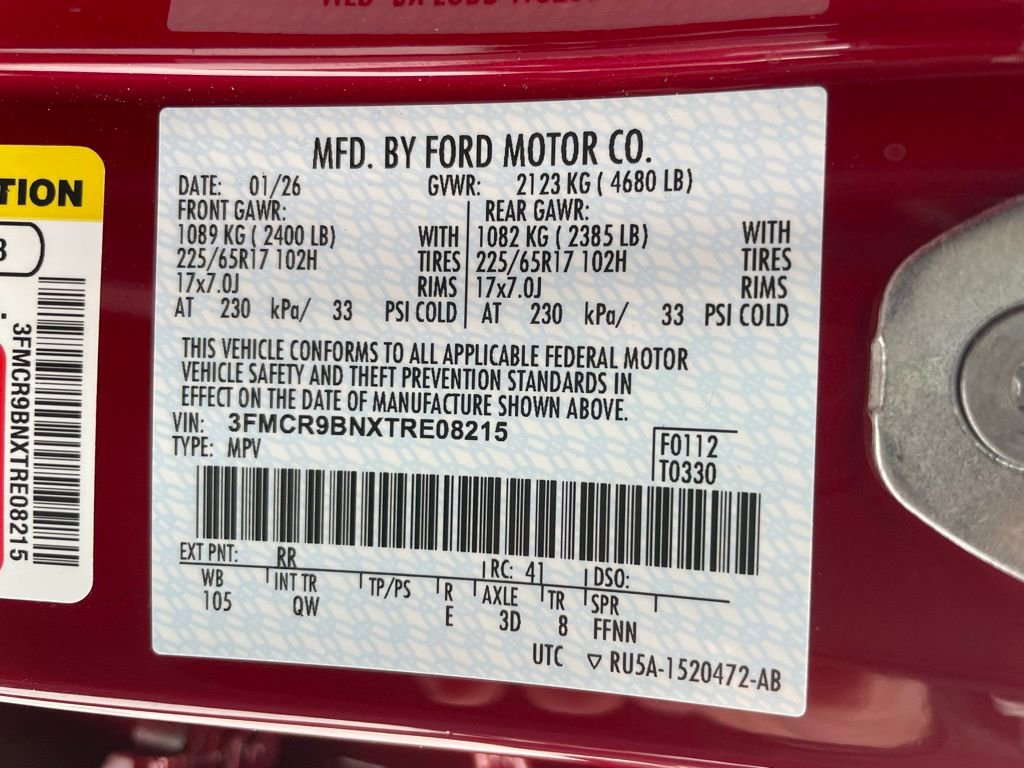 TION
3
3FMCR9BNXTRE08215
MFD. BY FORD MOTOR CO.
DATE: 01/26 GVWR: 2123 KG ( 4680 LB)
FRONT GAWR: REAR GAWR:
1089 KG ( 2400 LB) WITH 1082 KG ( 2385 LB) WITH
225/65R17 102H TIRES 225/65R17 102H TIRES
17x7.0J RIMS 17x7.0J RIMS
AT 230 kPa/ 33 PSI COLD AT 230 kPa/ 33 PSI COLD
THIS VEHICLE CONFORMS TO ALL APPLICABLE FEDERAL MOTOR
VEHICLE SAFETY AND THEFT PREVENTION STANDARDS IN
EFFECT ON THE DATE OF MANUFACTURE SHOWN ABOVE.
VIN: 3FMCR9BNXTRE08215
TYPE: MPV
F0112
T0330
EXT PNT: RR RC: 41 DSO:
WB INT TR TP/PS R AXLE TR SPR
105 QW E 3D 8 FFNN
UTC ▽ RU5A-1520472-AB